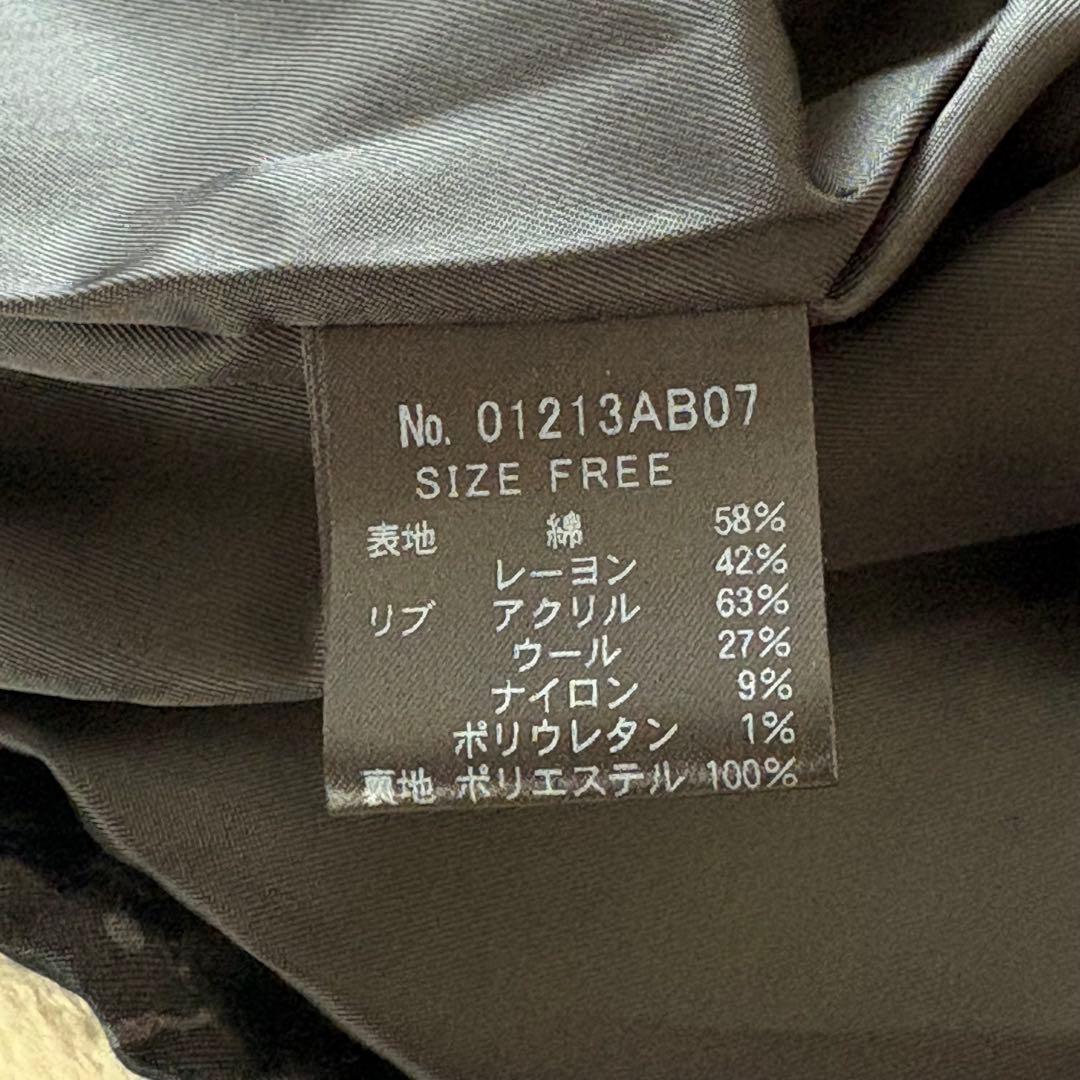 No. 01213AB07
SIZE FREE
表地 綿 58%
レーヨン 42%
リブ アクリル 63%
ウール 27%
ナイロン 9%
ポリウレタン 1%
裏地 ポリエステル 100%